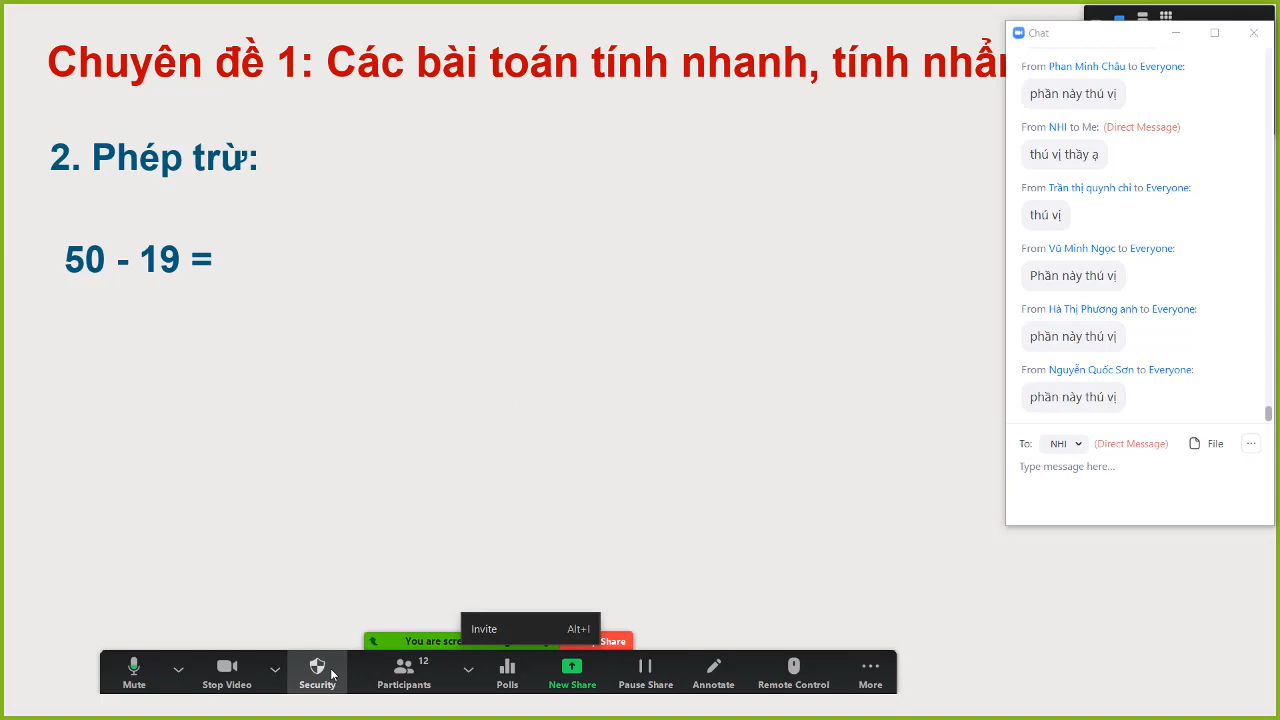 Chuyên đề 1: Các bài toán tính nhanh, tính nhẩ
2. Phép trừ:
50 - 19 =
Chat
From Phan Minh Châu to Everyone:
phần này thú vị
From NHI to Me: (Direct Message)
thú vị thầy ạ
From Trần thị quynh chi to Everyone:
thú vị
From Vũ Minh Ngọc to Everyone:
Phần này thú vị
From Hà Thị Phương anh to Everyone:
phần này thú vị
From Nguyễn Quốc Sơn to Everyone:
phần này thú vị
To: NHI (Direct Message) File
Type message here...
Invite Alt+I
You are scre
Share
12
Mute Stop Video Security Participants Polls New Share Pause Share Annotate Remote Control More